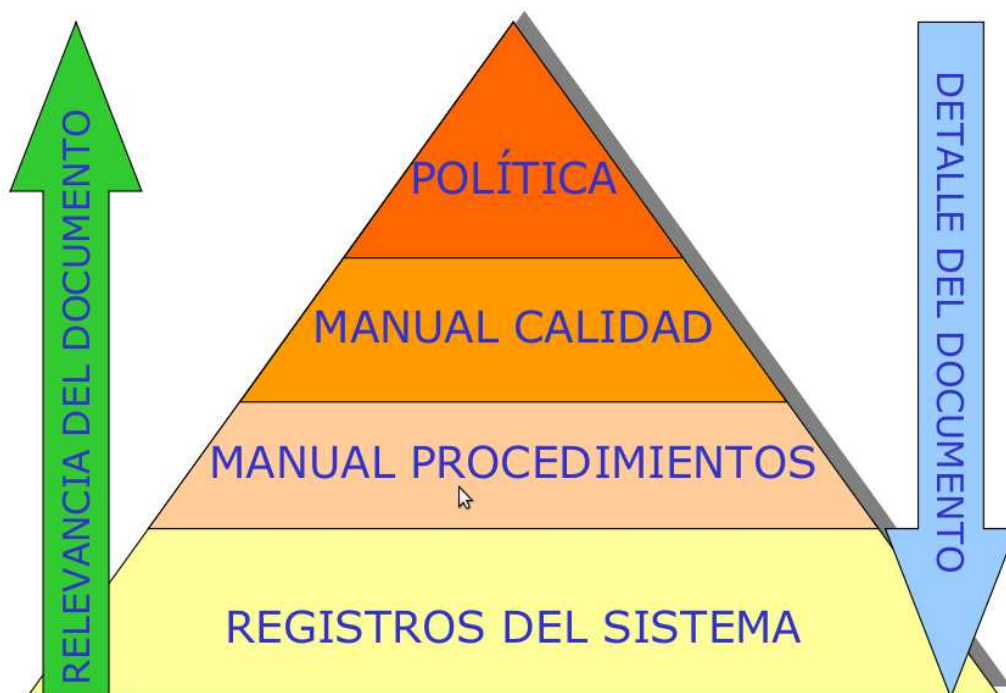 POLÍTICA
MANUAL CALIDAD
MANUAL PROCEDIMIENTOS
REGISTROS DEL SISTEMA
RELEVANCIA DEL DOCUMENTO
DETALLE DEL DOCUMENTO